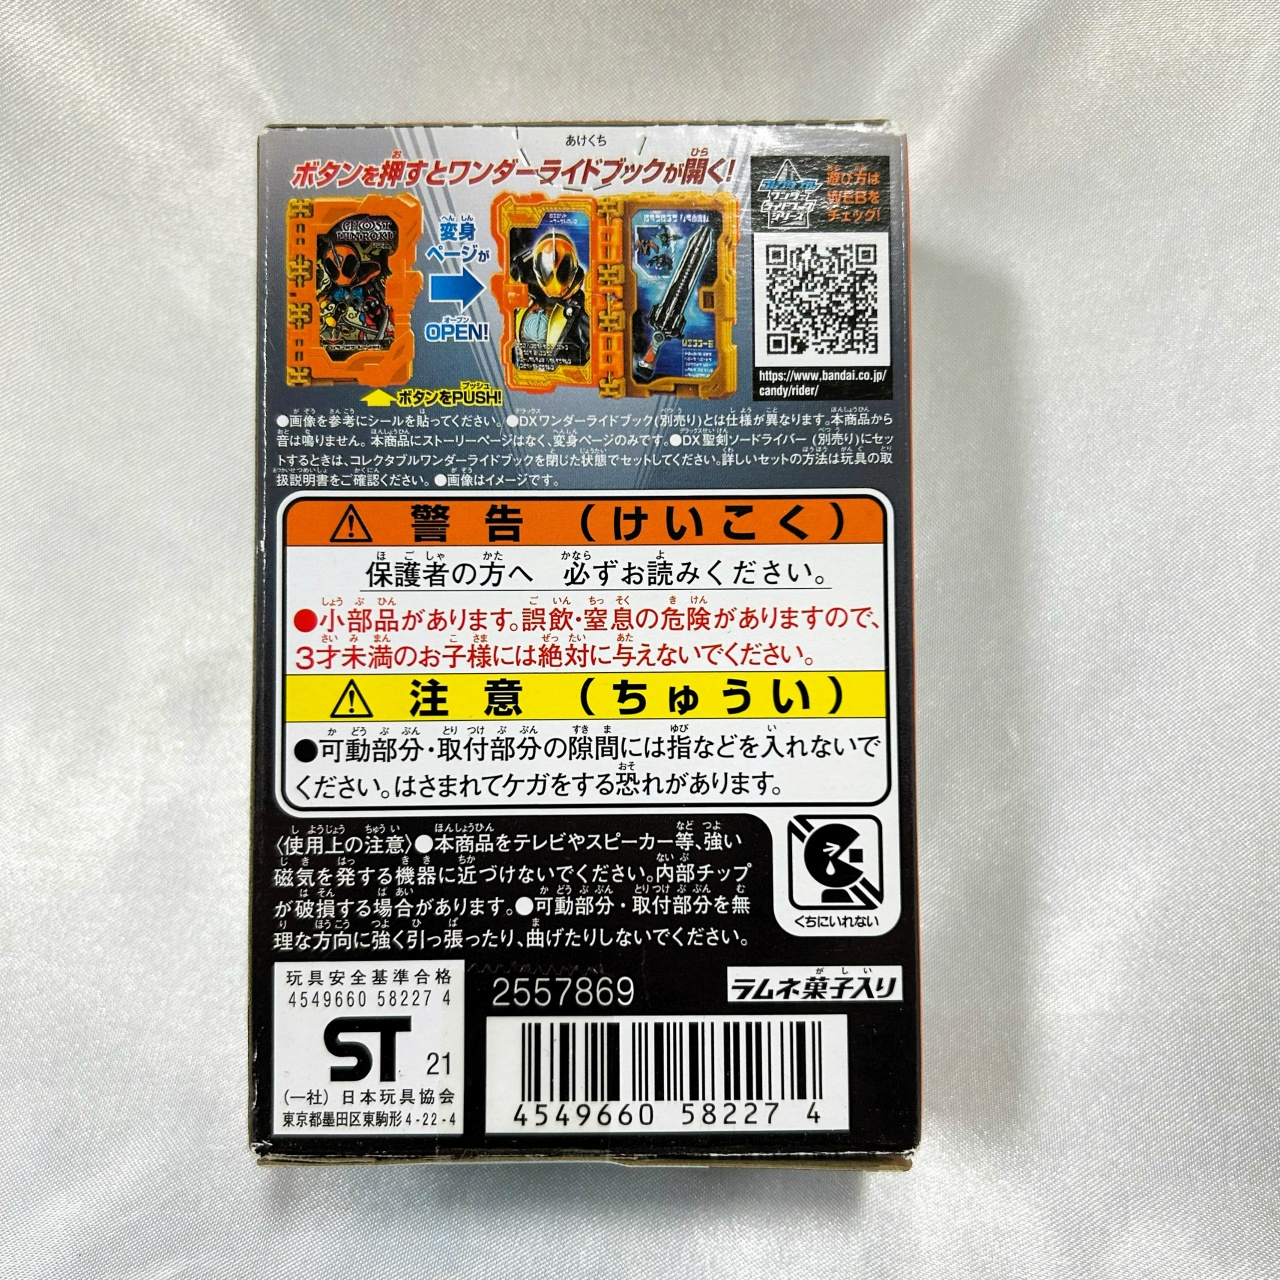 あけくち
ボタンを押すとワンダーライドブックが開く!
コレクタブル
ワンダー
ライドブック
シリーズ
遊び方は
WEBを
チェック!
GHOST
変身
ページが
OPEN!
ボタンをPUSH!
https://www.bandai.co.jp/
candy/rider/
●画像を参考にシールを貼ってください。●DXワンダーライドブック(別売り)とは仕様が異なります。本商品から
音は鳴りません。本商品にストーリーページはなく、変身ページのみです。●DX聖剣ソードライバー(別売り)にセッ
トするときは、コレクタブルワンダーライドブックを閉じた状態でセットしてください。詳しいセットの方法は玩具の取
扱説明書をご確認ください。●画像はイメージです。
警告(けいこく)
保護者の方へ 必ずお読みください。
●小部品があります。誤飲・窒息の危険がありますので、
3才未満のお子様には絶対に与えないでください。
注意(ちゅうい)
●可動部分・取付部分の隙間には指などを入れないで
ください。はさまれてケガをする恐れがあります。
〈使用上の注意〉●本商品をテレビやスピーカー等、強い
磁気を発する機器に近づけないでください。内部チップ
が破損する場合があります。●可動部分・取付部分を無
理な方向に強く引っ張ったり、曲げたりしないでください。
くちにいれない
玩具安全基準合格
4549660 58227 4
ST 21
(一社)日本玩具協会
東京都墨田区東駒形4-22-4
2557869
ラムネ菓子入り
4549660 58227 4